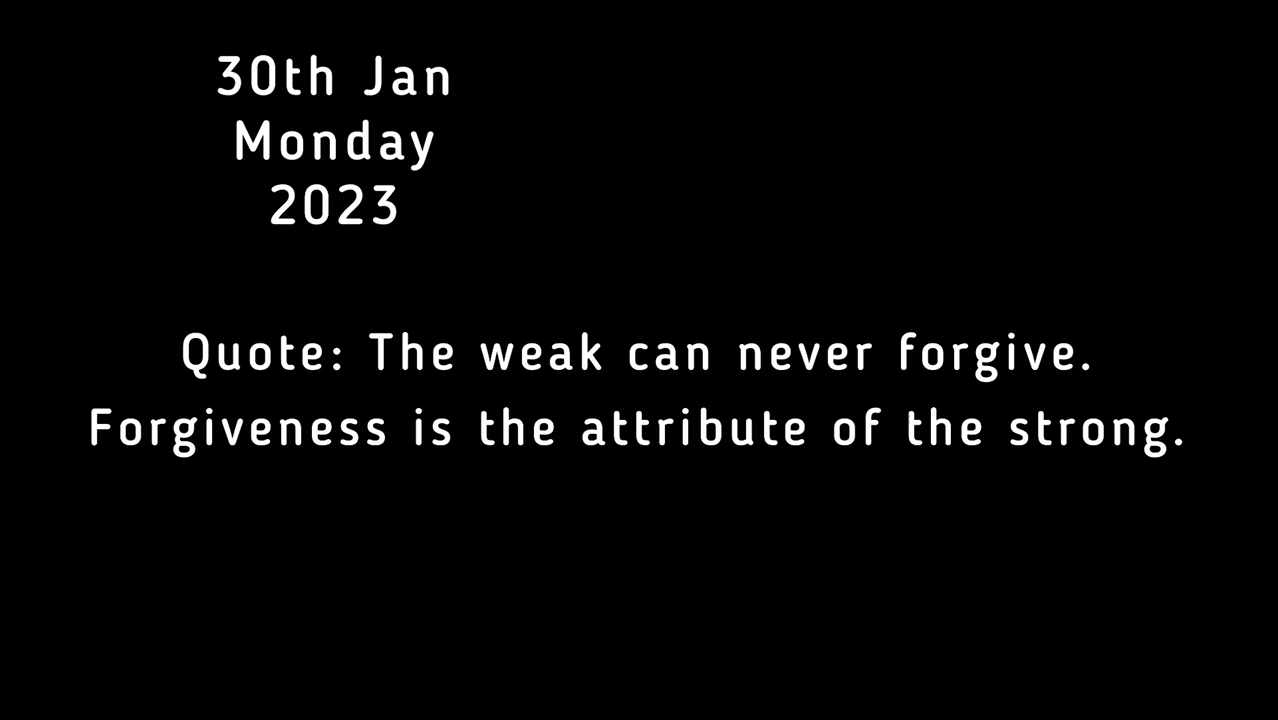 30th Jan
Monday
2023
Quote: The weak can never forgive.
Forgiveness is the attribute of the strong.